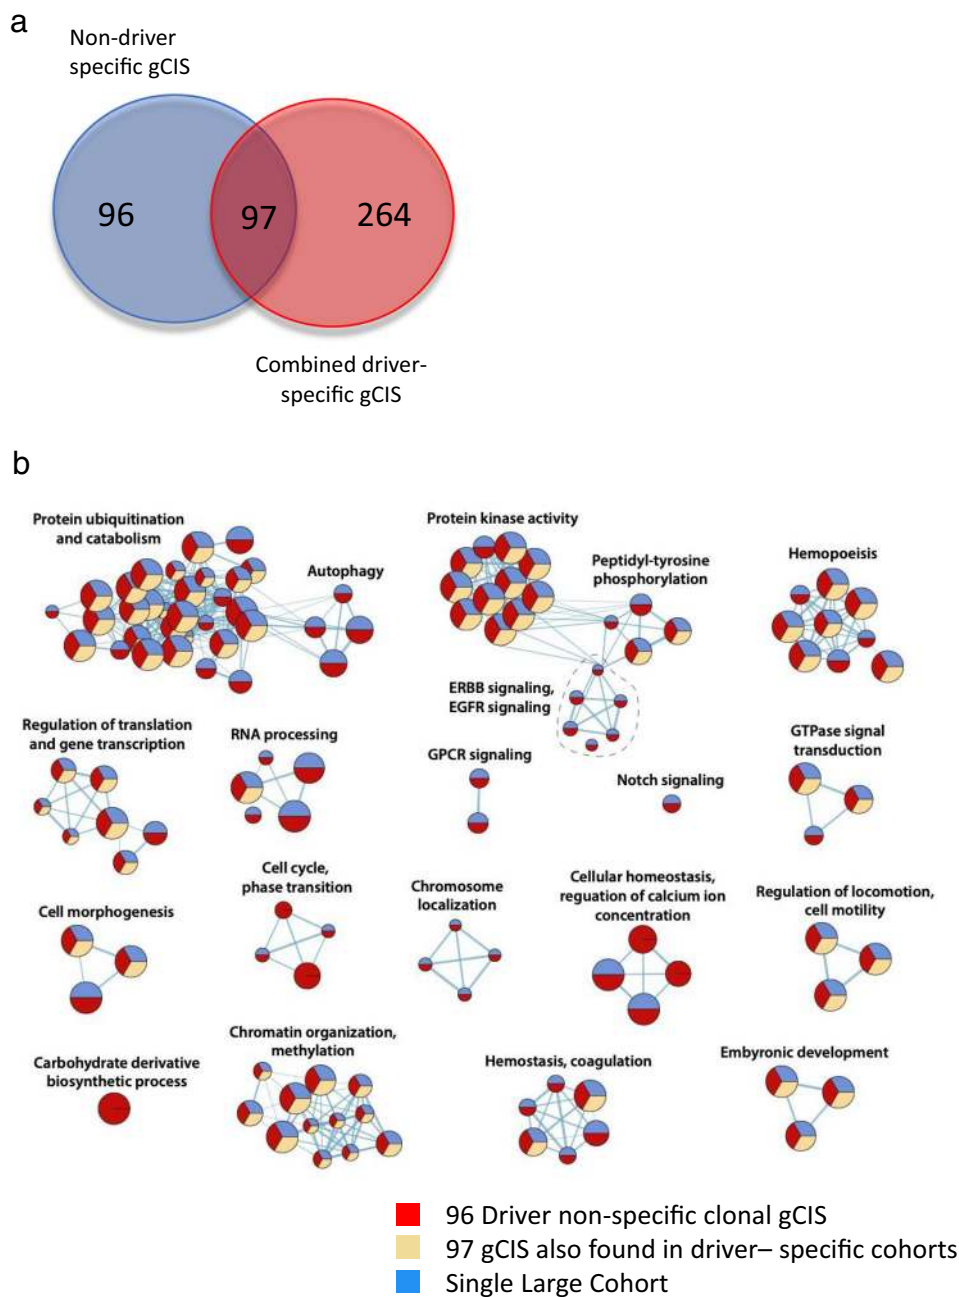 a
Non-driver
specific gCIS
96
97
264
Combined driver-
specific gCIS
b
Protein ubiquitination
and catabolism
Autophagy
Protein kinase activity
Peptidyl-tyrosine
phosphorylation
Hemopoeisis
ERBB signaling,
EGFR signaling
Regulation of translation
and gene transcription
RNA processing
GPCR signaling
Notch signaling
GTPase signal
transduction
Cell morphogenesis
Cell cycle,
phase transition
Chromosome
localization
Cellular homeostasis,
reguation of calcium ion
concentration
Regulation of locomotion,
cell motility
Carbohydrate derivative
biosynthetic process
Chromatin organization,
methylation
Hemostasis, coagulation
Embyronic development
96 Driver non-specific clonal gCIS
97 gCIS also found in driver– specific cohorts
Single Large Cohort